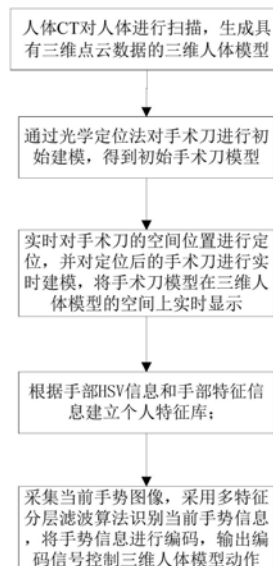 人体CT对人体进行扫描，生成具
有三维点云数据的三维人体模型
通过光学定位法对手术刀进行初
始建模，得到初始手术刀模型
实时对手术刀的空间位置进行定
位，并对定位后的手术刀进行实
时建模，将手术刀模型在三维人
体模型的空间上实时显示
根据手部HSV信息和手部特征信
息建立个人特征库；
采集当前手势图像，采用多特征
分层滤波算法识别当前手势信息
，将手势信息进行编码，输出编
码信号控制三维人体模型动作